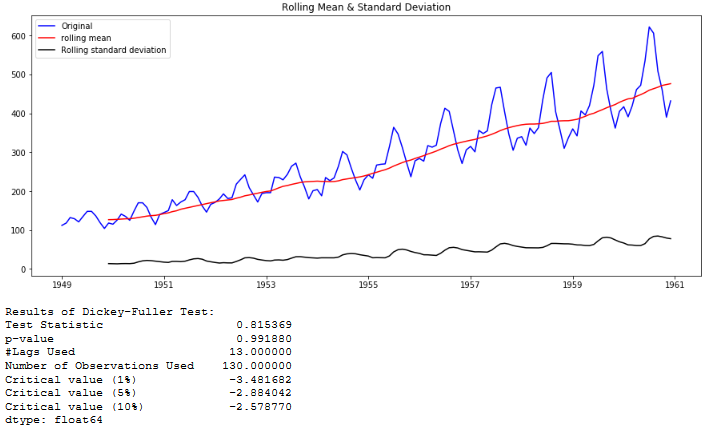 Rolling Mean & Standard Deviation
Original
rolling mean
Rolling standard deviation
600
500
400
300
200
100
0
1949 1951 1953 1955 1957 1959 1961
Results of Dickey-Fuller Test:
Test Statistic 0.815369
p-value 0.991880
#Lags Used 13.000000
Number of Observations Used 130.000000
Critical value (1%) -3.481682
Critical value (5%) -2.884042
Critical value (10%) -2.578770
dtype: float64